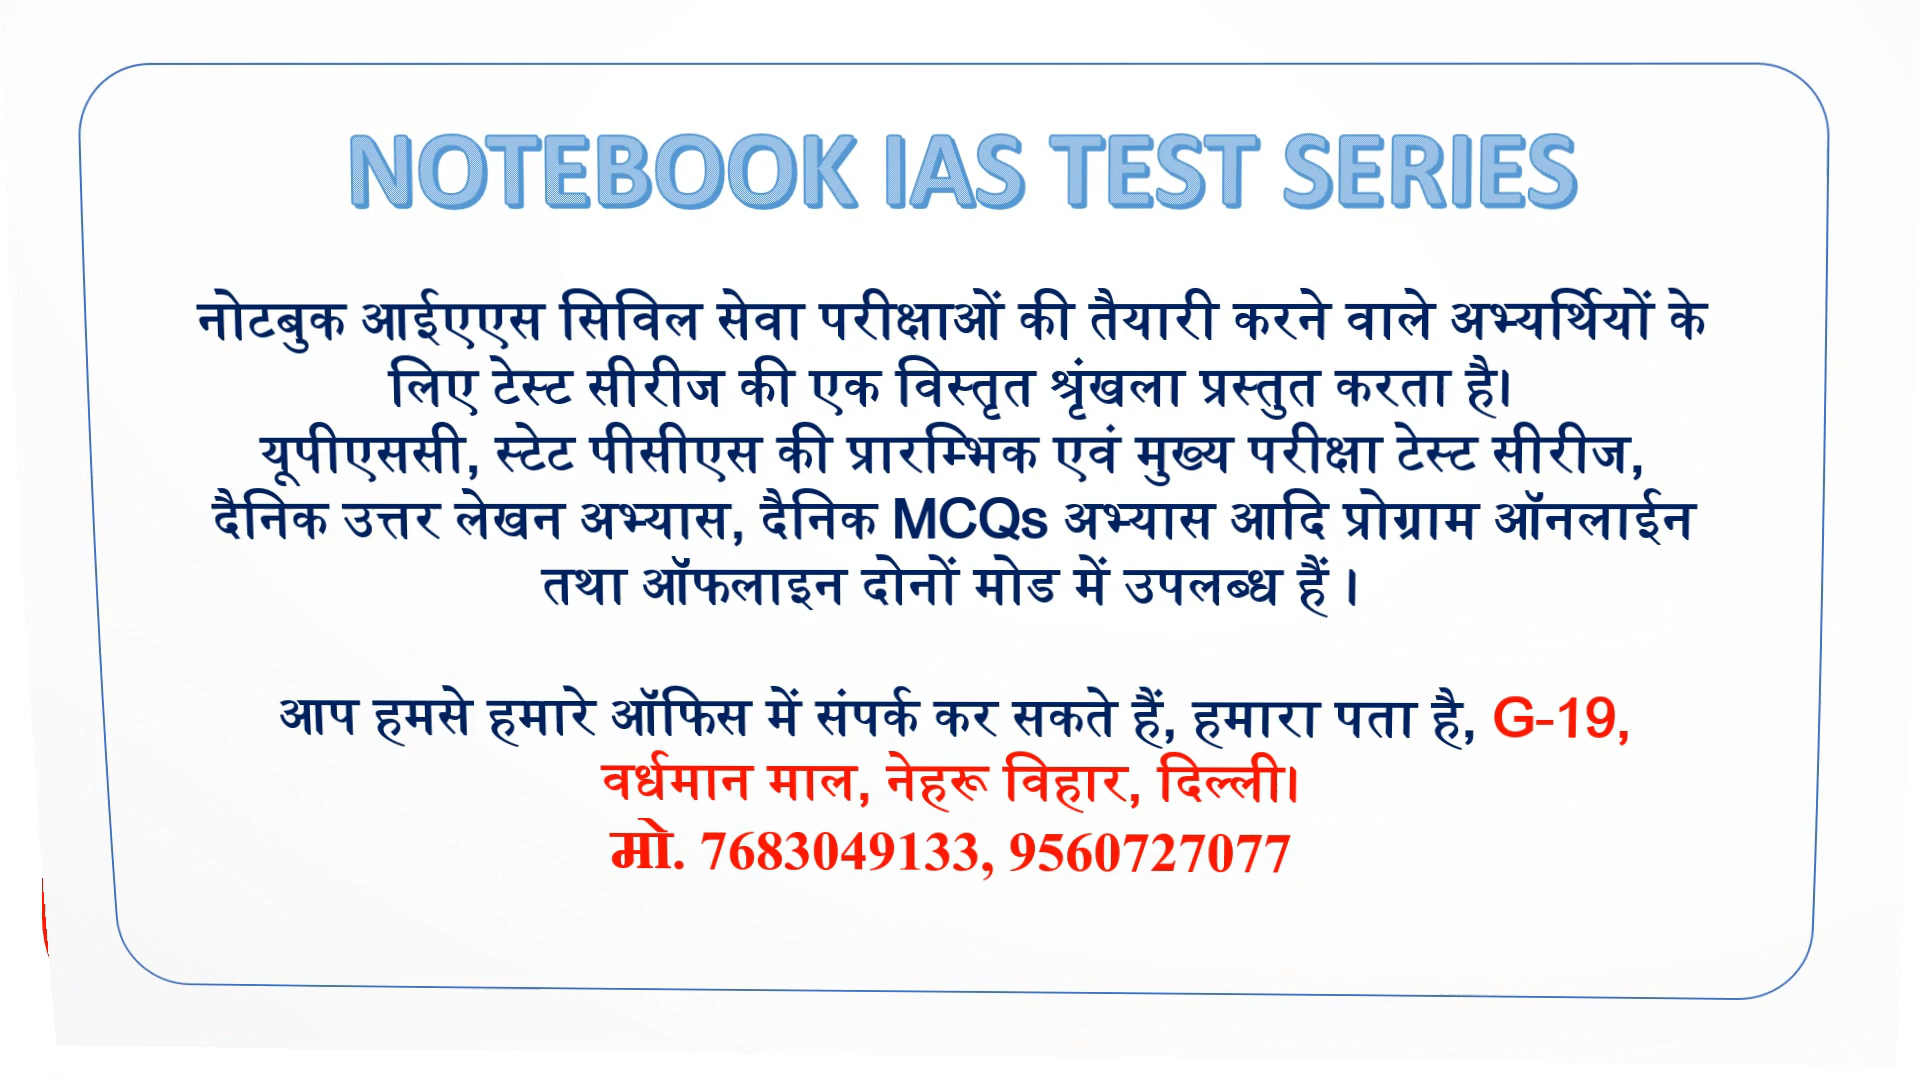 NOTEBOOK IAS TEST SERIES
नोटबुक आईएएस सिविल सेवा परीक्षाओं की तैयारी करने वाले अभ्यर्थियों के
लिए टेस्ट सीरीज की एक विस्तृत श्रृंखला प्रस्तुत करता है।
यूपीएससी, स्टेट पीसीएस की प्रारम्भिक एवं मुख्य परीक्षा टेस्ट सीरीज,
दैनिक उत्तर लेखन अभ्यास, दैनिक MCQs अभ्यास आदि प्रोग्राम ऑनलाईन
तथा ऑफलाइन दोनों मोड में उपलब्ध हैं ।
आप हमसे हमारे ऑफिस में संपर्क कर सकते हैं, हमारा पता है, G-19,
वर्धमान माल, नेहरू विहार, दिल्ली।
मो. 7683049133, 9560727077